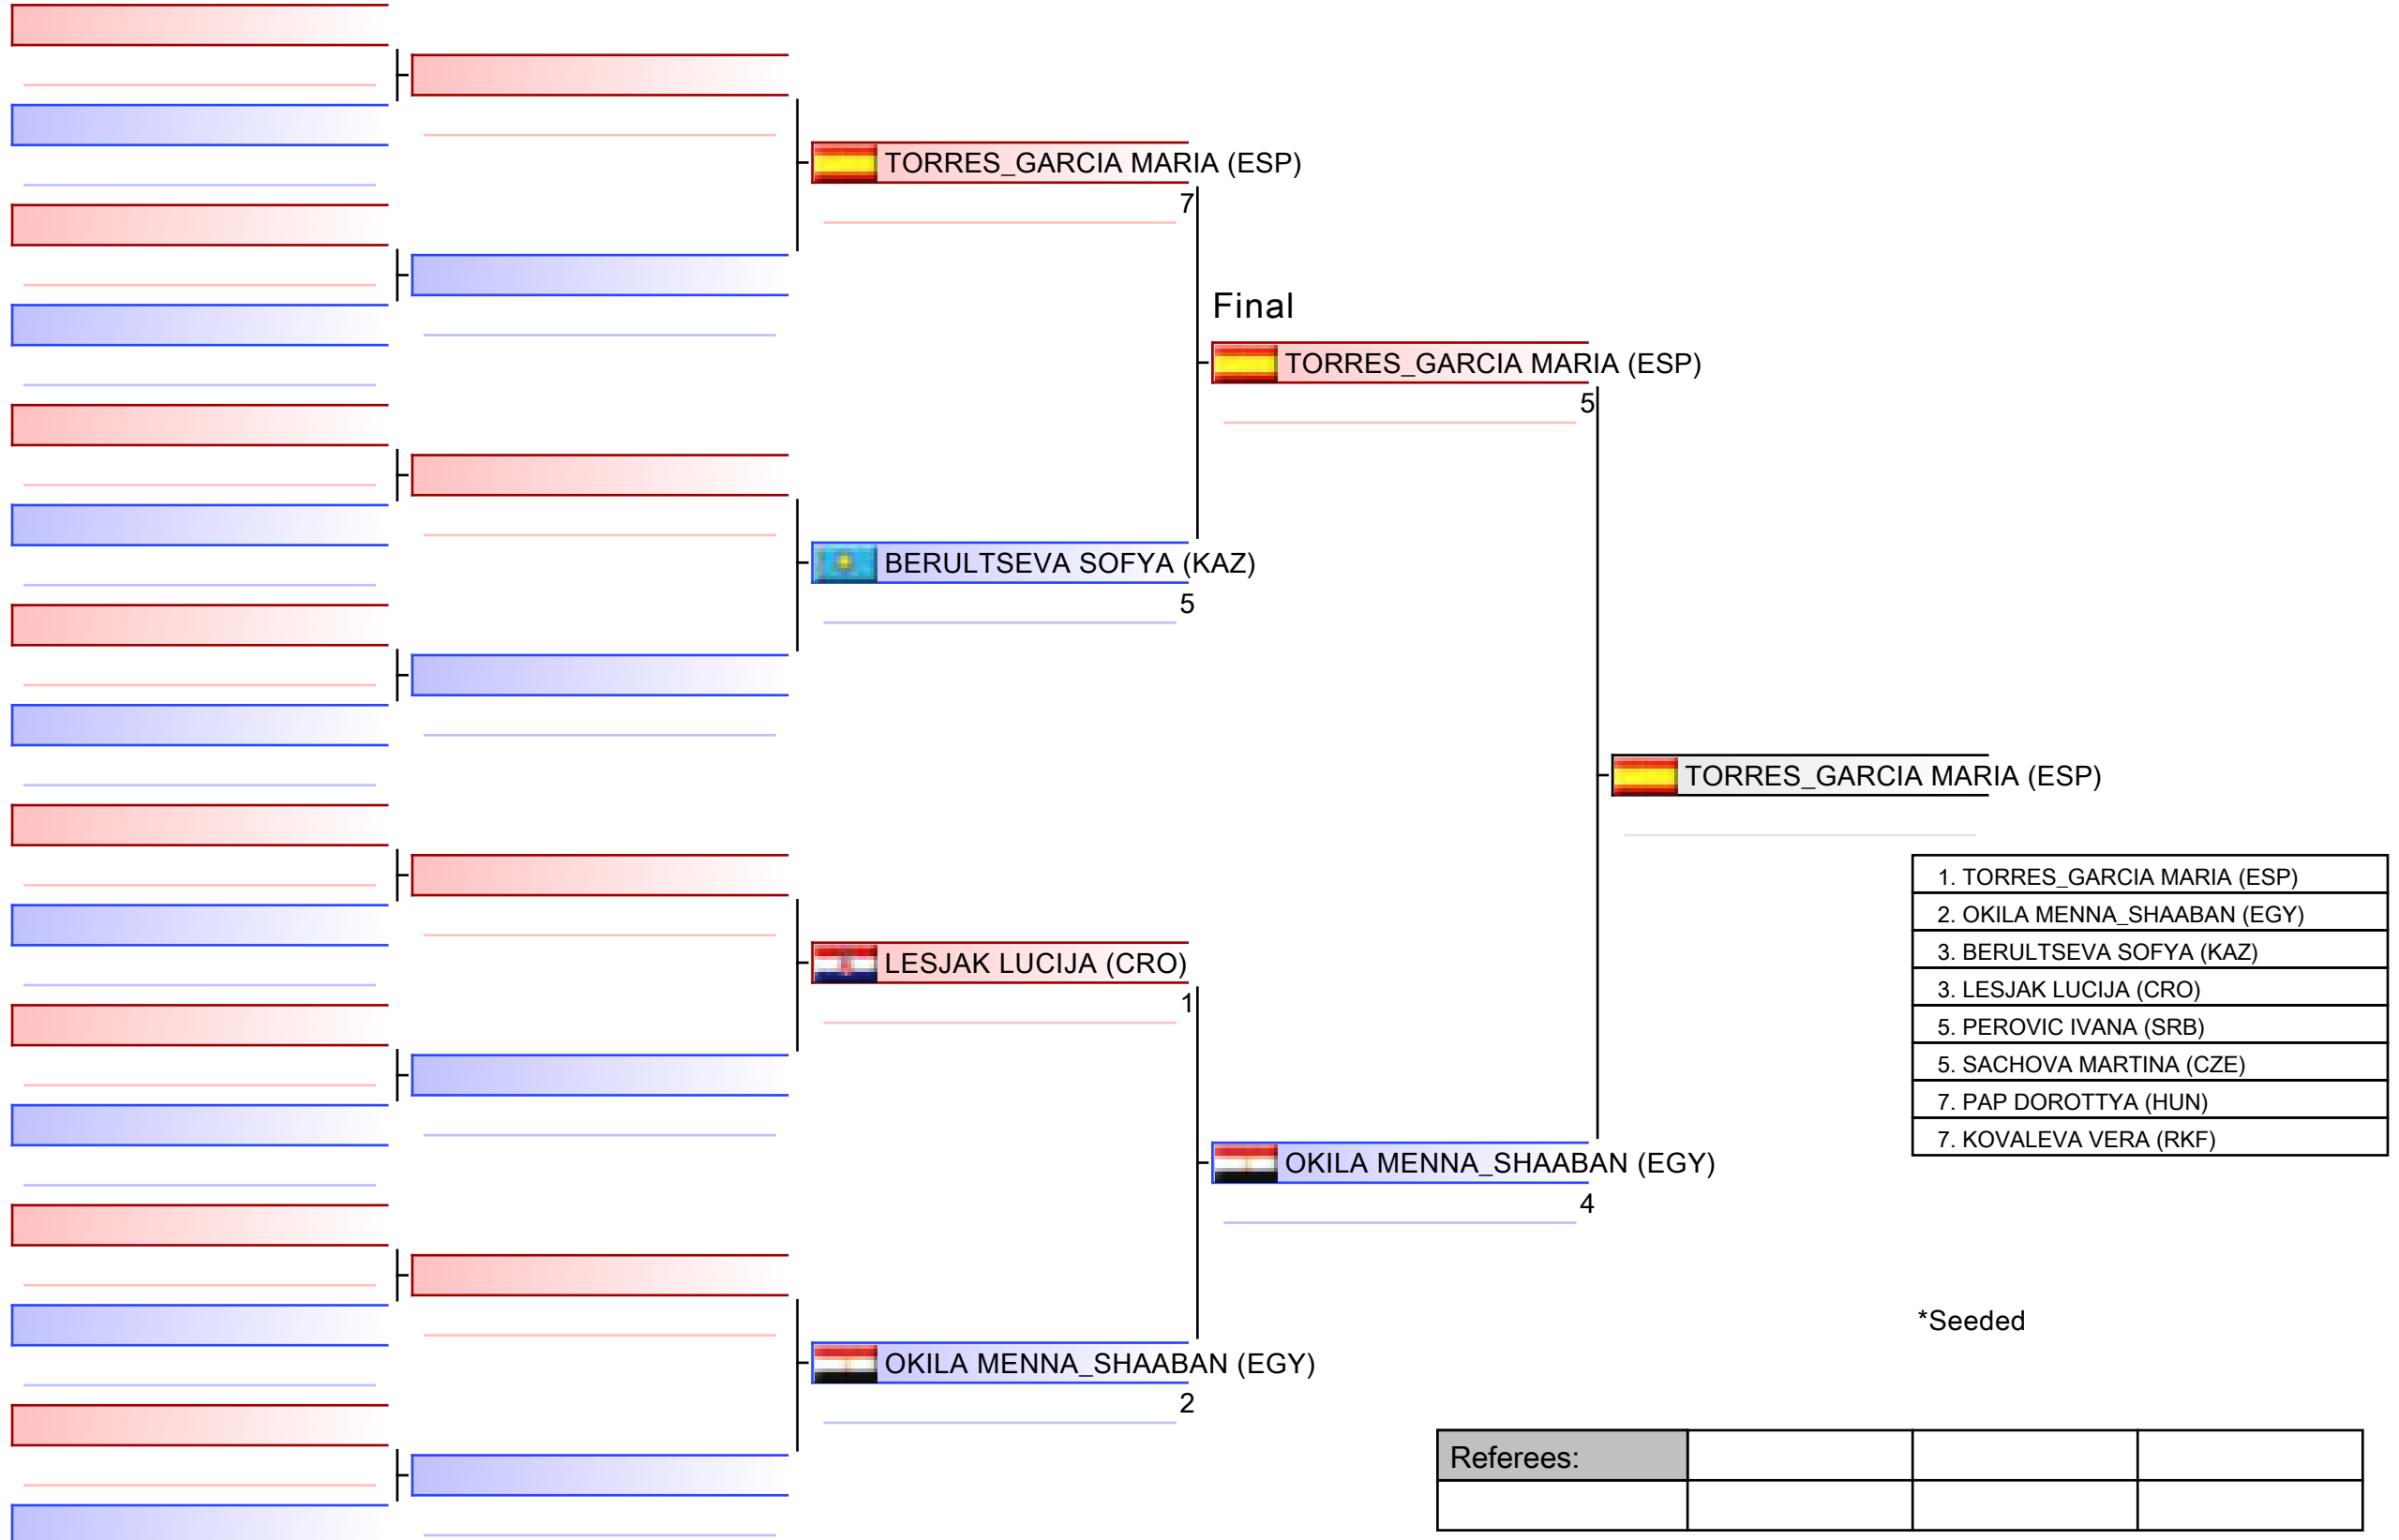 TORRES_GARCIA MARIA (ESP)
7
Final
TORRES_GARCIA MARIA (ESP)
5
BERULTSEVA SOFYA (KAZ)
5
TORRES_GARCIA MARIA (ESP)
1. TORRES_GARCIA MARIA (ESP)
2. OKILA MENNA_SHAABAN (EGY)
3. BERULTSEVA SOFYA (KAZ)
3. LESJAK LUCIJA (CRO)
5. PEROVIC IVANA (SRB)
5. SACHOVA MARTINA (CZE)
7. PAP DOROTTYA (HUN)
7. KOVALEVA VERA (RKF)
LESJAK LUCIJA (CRO)
1
OKILA MENNA_SHAABAN (EGY)
4
*Seeded
OKILA MENNA_SHAABAN (EGY)
2
Referees: